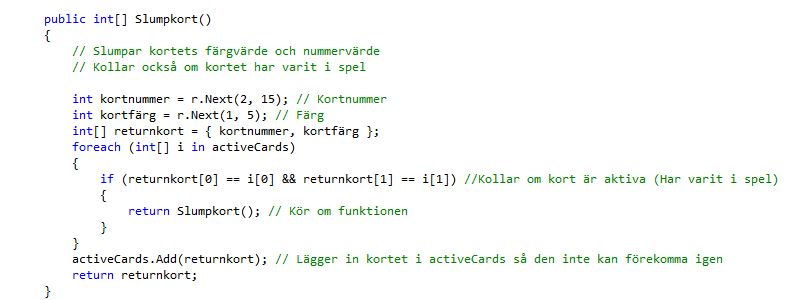 public int[] Slumpkort()
{
// Slumpar kortets färgvärde och nummervärde
// Kollar också om kortet har varit i spel
int kortnummer = r.Next(2, 15); // Kortnummer
int kortfärg = r.Next(1, 5); // Färg
int[] returnkort = { kortnummer, kortfärg };
foreach (int[] i in activeCards)
{
if (returnkort[0] == i[0] && returnkort[1] == i[1]) //Kollar om kort är aktiva (Har varit i spel)
{
return Slumpkort(); // Kör om funktionen
}
}
activeCards.Add(returnkort); // Lägger in kortet i activeCards så den inte kan förekomma igen
return returnkort;
}